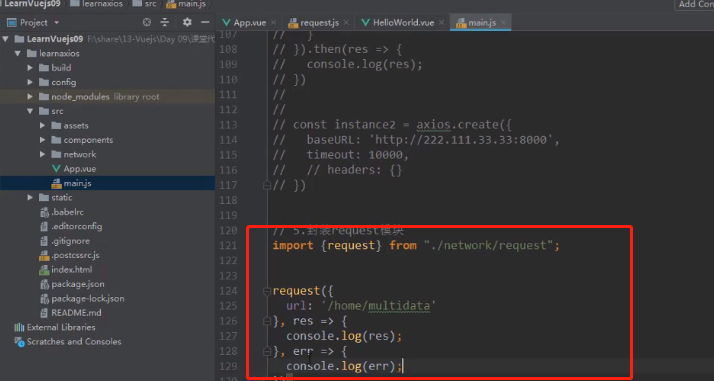 LearnVuejs09
learnaxios
src
main.js
Add Con
Project
App.vue
request.js
HelloWorld.vue
main.js
LearnVuejs09 F:\share\13-Vuejs\Day 09\课堂代
learnaxios
build
config
node_modules library root
src
assets
components
network
App.vue
main.js
static
.babelrc
.editorconfig
.gitignore
.postcssrc.js
index.html
package.json
package-lock.json
README.md
External Libraries
Scratches and Consoles
107 // }
108 // }).then(res => {
109 // console.log(res);
110 // })
111 //
112 //
113 // const instance2 = axios.create({
114 // baseURL: 'http://222.111.33.33:8000',
115 // timeout: 10000,
116 // // headers: {}
117 // })
118
119
120 // 5.封装request模块
121 import {request} from "./network/request";
122
123
124 request({
125 url: '/home/multidata'
126 }, res => {
127 console.log(res);
128 }, err => {
129 console.log(err);